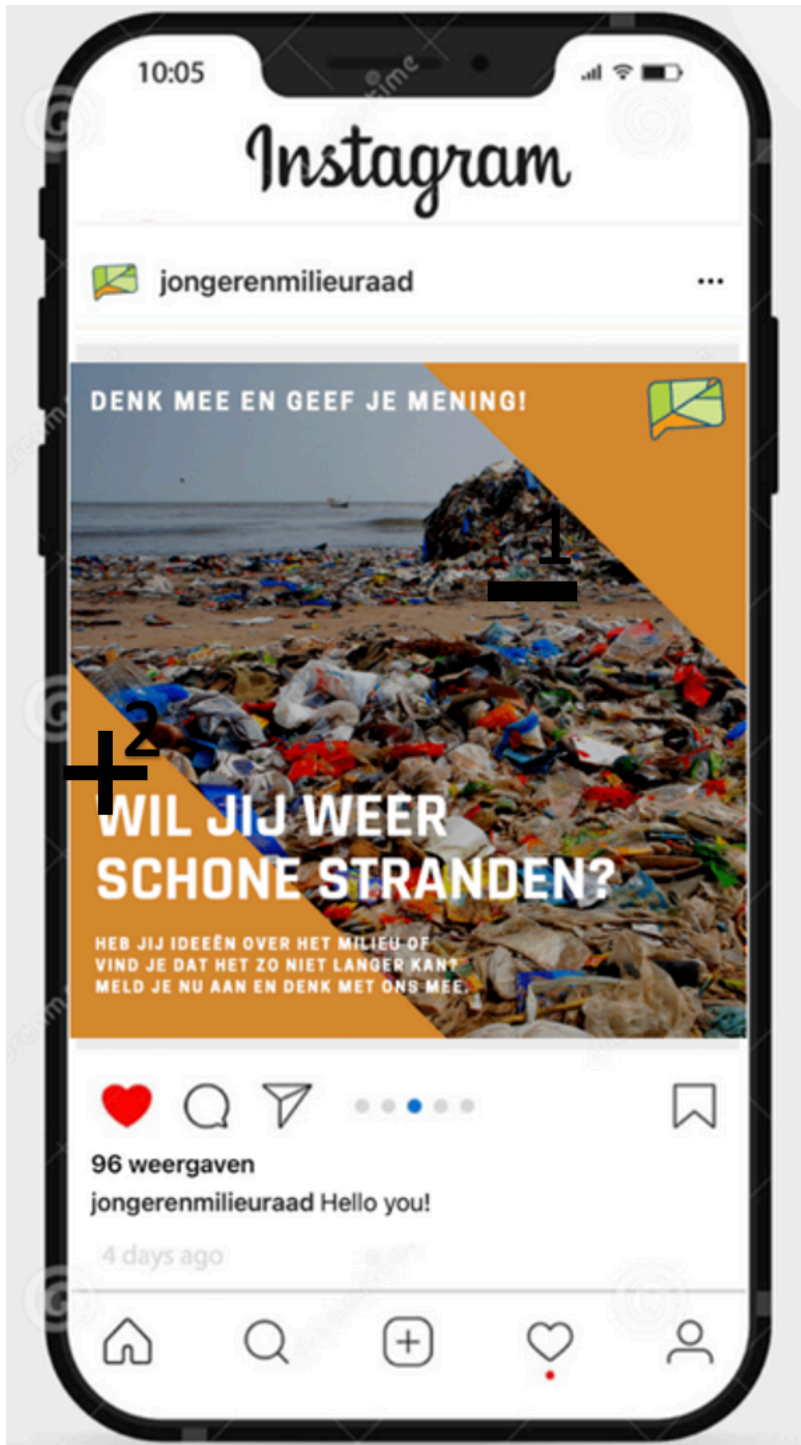 10:05
Instagram
jongerenmilieuraad
DENK MEE EN GEEF JE MENING!
1
2
WIL JIJ WEER
SCHONE STRANDEN?
HEB JIJ IDEEËN OVER HET MILIEU OF
VIND JE DAT HET ZO NIET LANGER KAN?
MELD JE NU AAN EN DENK MET ONS MEE.
96 weergaven
jongerenmilieuraad Hello you!
4 days ago